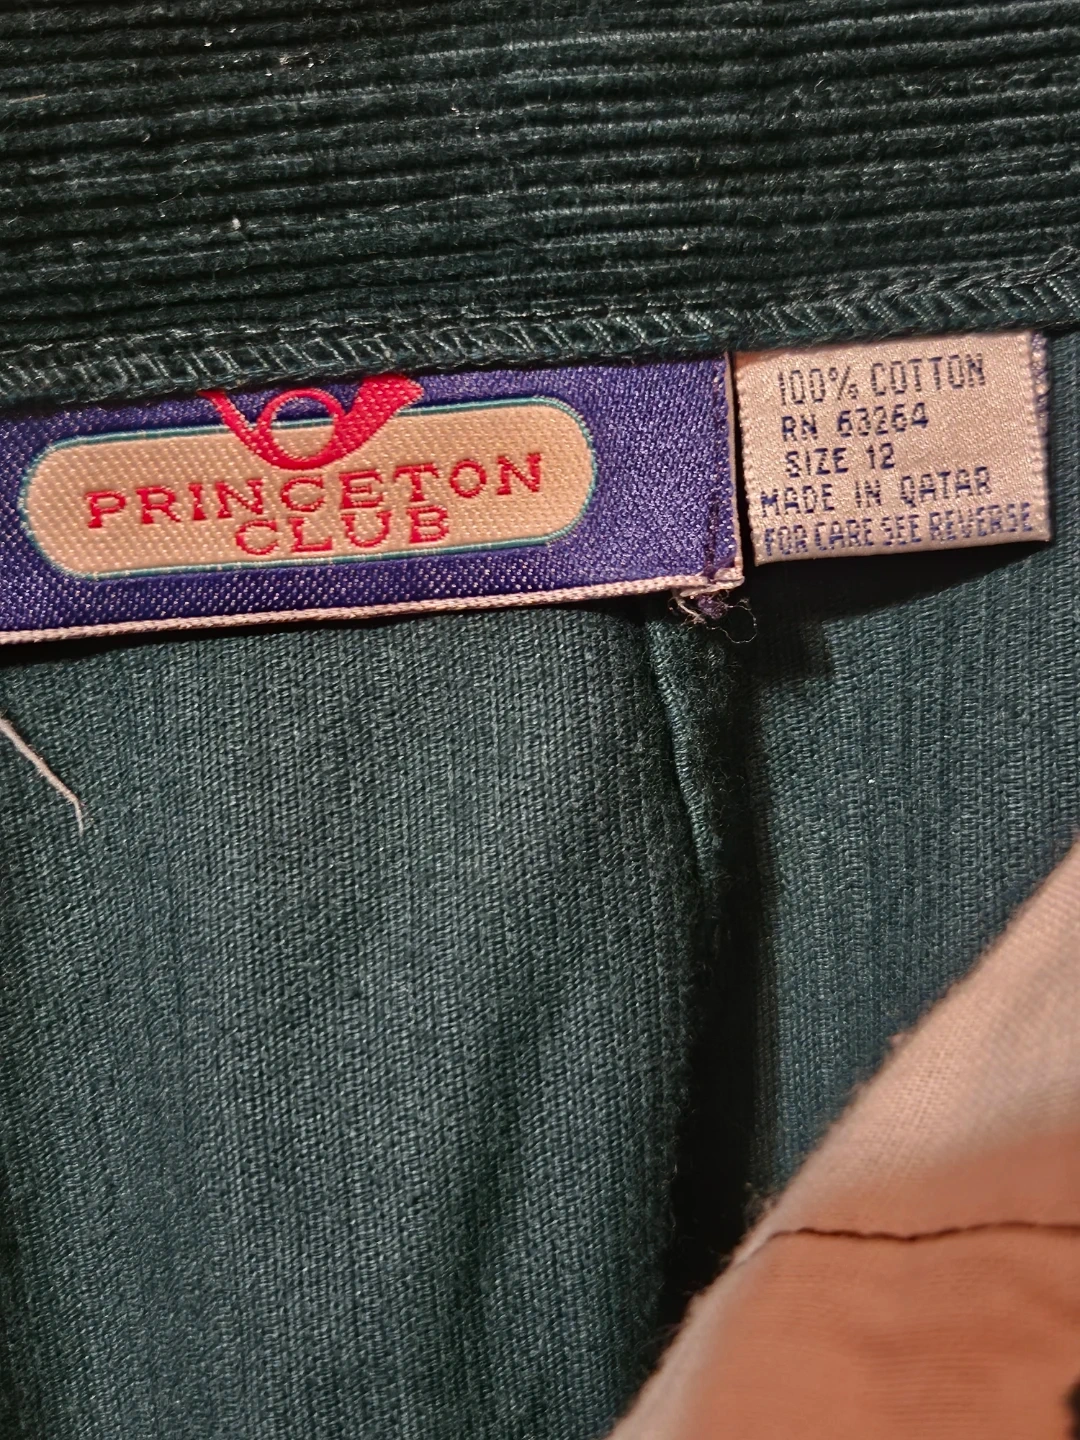 PRINCETON
CLUB
100% COTTON
RN 63264
SIZE 12
MADE IN QATAR
FOR CARE SEE REVERSE